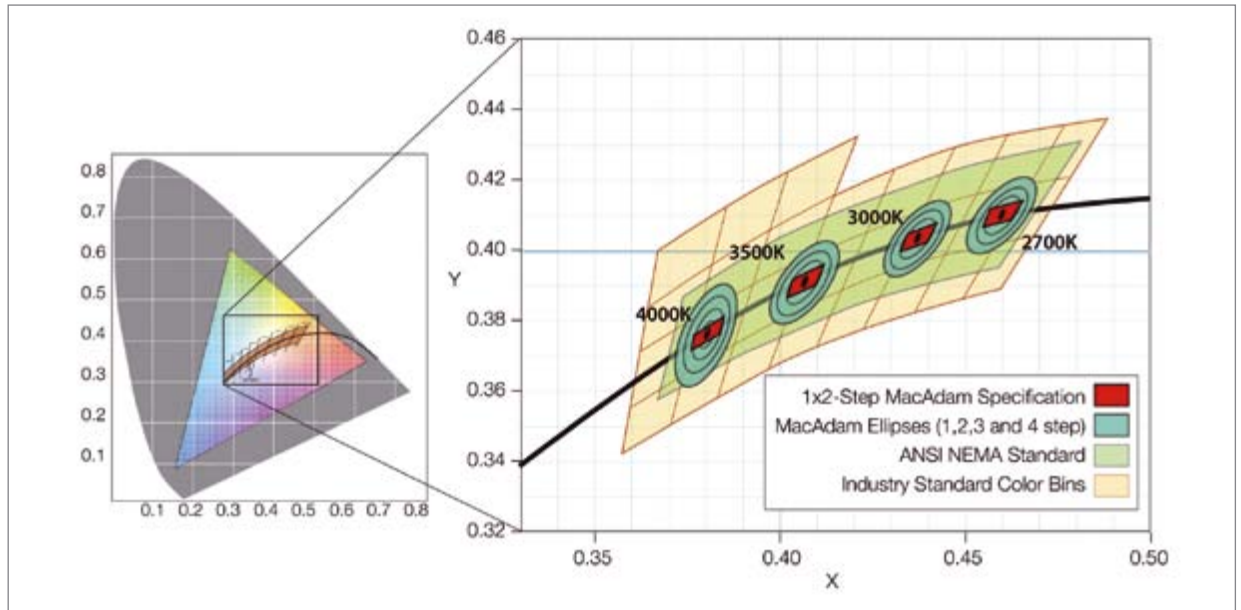 0.8
0.7
0.6
0.5
0.4
0.3
0.2
0.1
0.1 0.2 0.3 0.4 0.5 0.6 0.7 0.8
0.46
0.44
0.42
0.40
0.38
0.36
0.34
0.32
Y
0.35 0.40 0.45 0.50
X
4000K
3500K
3000K
2700K
1x2-Step MacAdam Specification
MacAdam Ellipses (1,2,3 and 4 step)
ANSI NEMA Standard
Industry Standard Color Bins